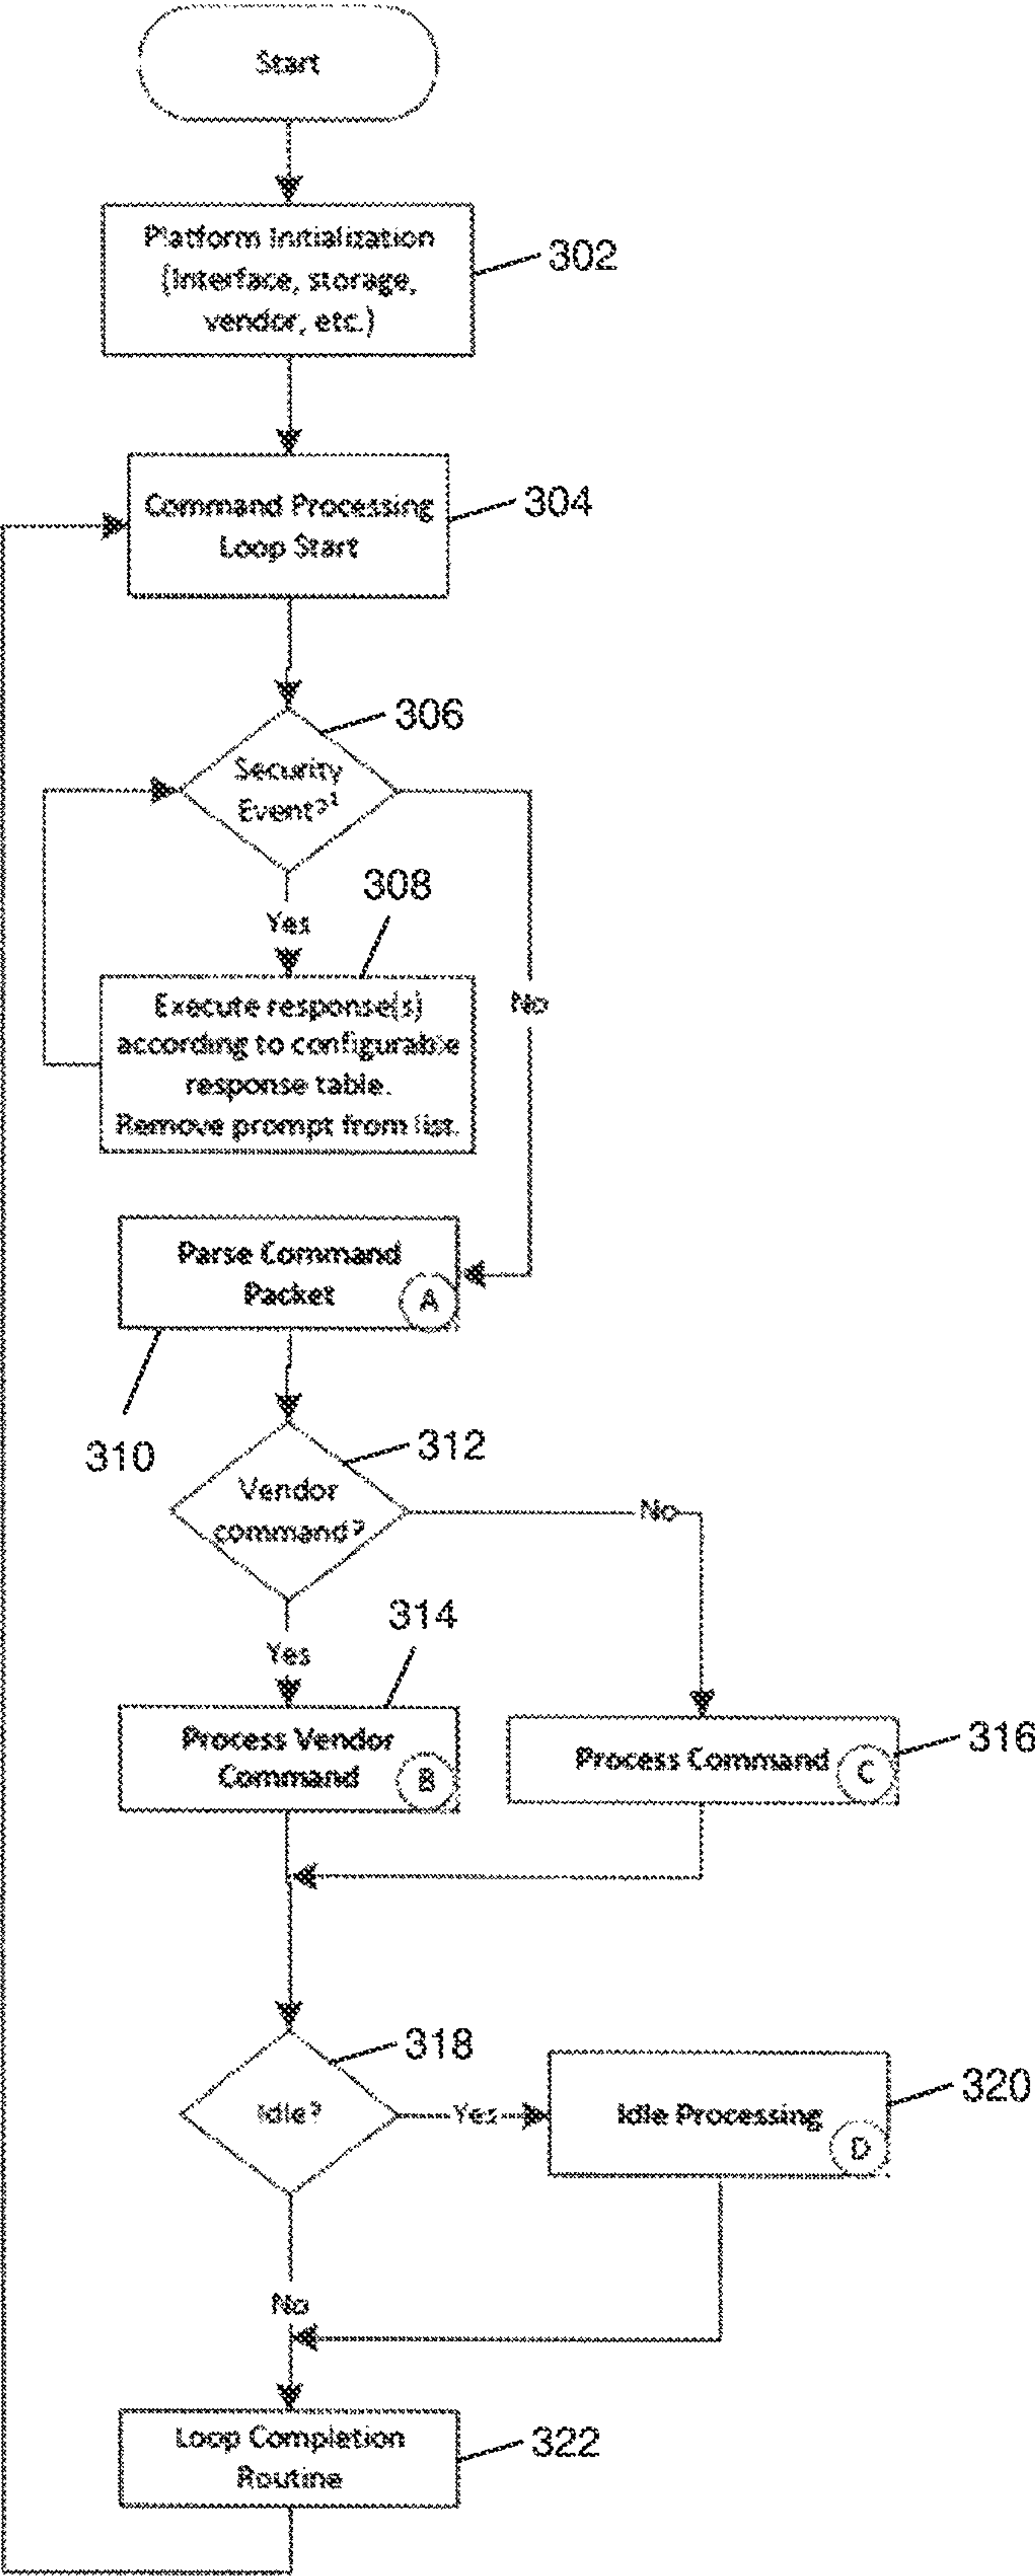 Start
Platform Initialization
(Interface, storage,
vendor, etc.)
302
Command Processing
Loop Start
304
306
Security
Event?¹
308
Yes
No
Execute response(s)
according to configurable
response table.
Remove prompt from list.
Parse Command
Packet
A
310
312
Vendor
command?
No
314
Yes
Process Vendor
Command
B
316
Process Command
C
318
Idle?
Yes
320
Idle Processing
D
No
Loop Completion
Routine
322